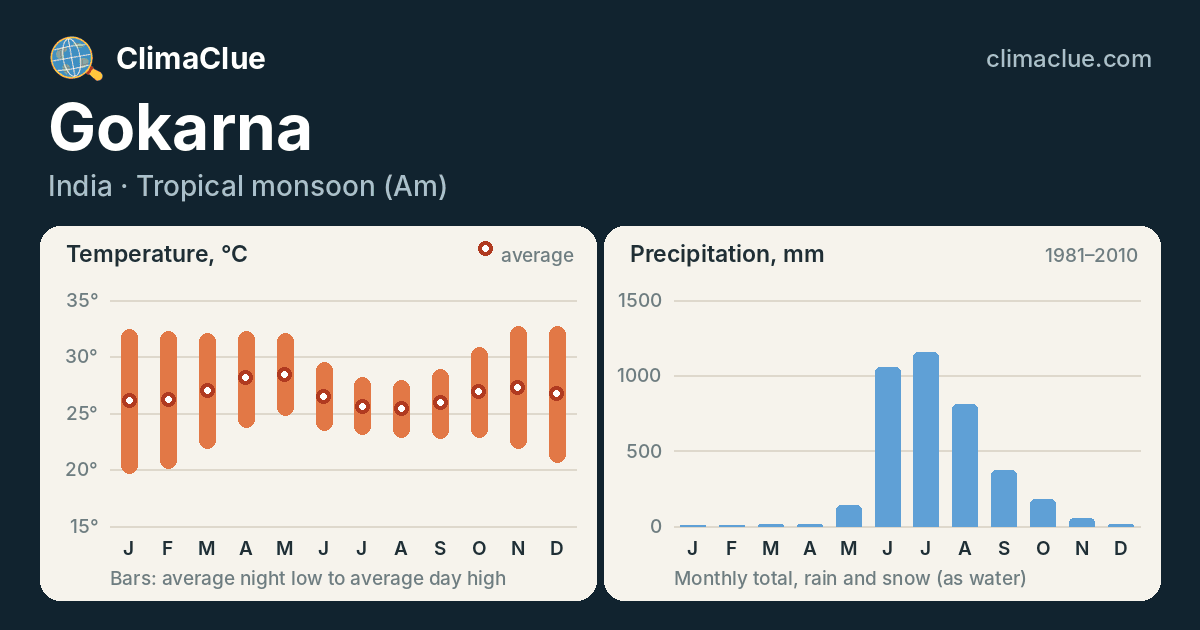 ClimaClue
climaclue.com
Gokarna
India · Tropical monsoon (Am)
Temperature, °C
average
35°
30°
25°
20°
15°
J F M A M J J A S O N D
Bars: average night low to average day high
Precipitation, mm
1981–2010
1500
1000
500
0
J F M A M J J A S O N D
Monthly total, rain and snow (as water)